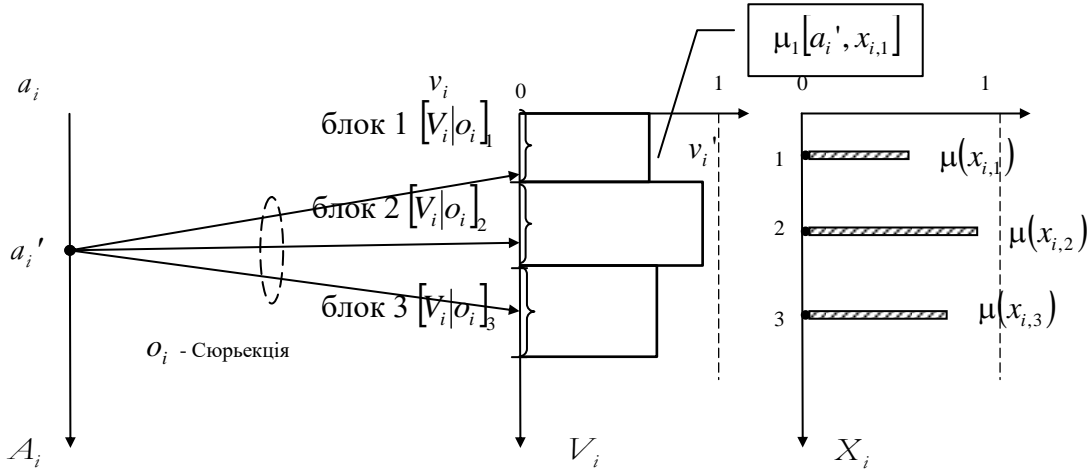 μ₁[aᵢ', xᵢ,₁]
aᵢ
vᵢ
0
1
0
1
блок 1 [Vᵢ|oᵢ]₁
vᵢ'
1
μ(xᵢ,₁)
блок 2 [Vᵢ|oᵢ]₂
2
μ(xᵢ,₂)
aᵢ'
блок 3 [Vᵢ|oᵢ]₃
3
μ(xᵢ,₃)
oᵢ - Сюрьекція
Aᵢ
Vᵢ
Xᵢ